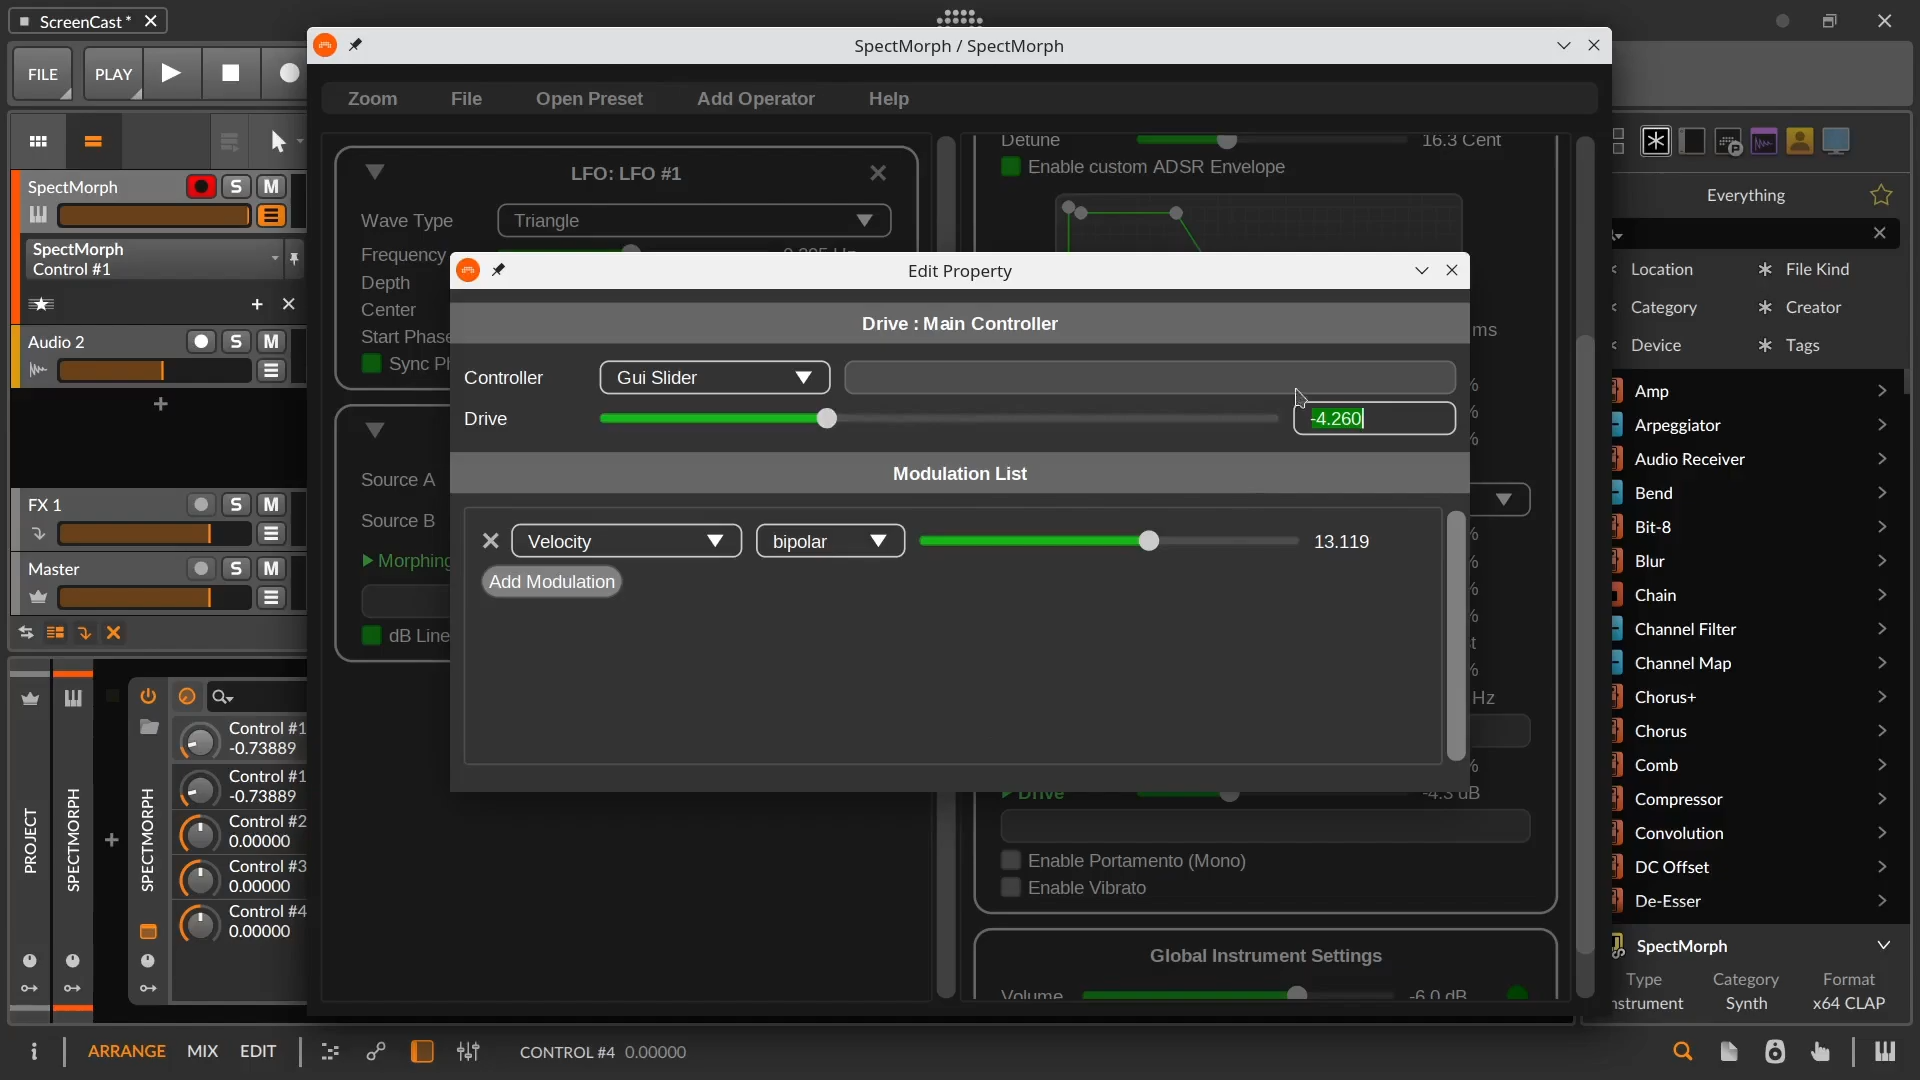 ScreenCast *
FILE
PLAY
SpectMorph / SpectMorph
Zoom
File
Open Preset
Add Operator
Help
SpectMorph
S
M
SpectMorph
Control #1
Audio 2
S
M
FX 1
S
M
Master
S
M
LFO: LFO #1
Wave Type
Triangle
Frequency
Depth
Center
Start Phase
Sync
Source A
Source B
Morphing
dB Line
Detune
16.3 Cent
Enable custom ADSR Envelope
ms
%
%
%
%
%
%
%
%
Hz
%
Drive
-4.3 dB
Enable Portamento (Mono)
Enable Vibrato
Global Instrument Settings
Volume
-6.0 dB
Edit Property
Drive : Main Controller
Controller
Gui Slider
Drive
-4.260
Modulation List
Velocity
bipolar
13.119
Add Modulation
Everything
Location
File Kind
Category
Creator
Device
Tags
Amp
Arpeggiator
Audio Receiver
Bend
Bit-8
Blur
Chain
Channel Filter
Channel Map
Chorus+
Chorus
Comb
Compressor
Convolution
DC Offset
De-Esser
SpectMorph
Type
Category
Format
nstrument
Synth
x64 CLAP
PROJECT
SPECTMORPH
SPECTMORPH
Control #1
-0.73889
Control #1
-0.73889
Control #2
0.00000
Control #3
0.00000
Control #4
0.00000
ARRANGE
MIX
EDIT
CONTROL #4 0.00000